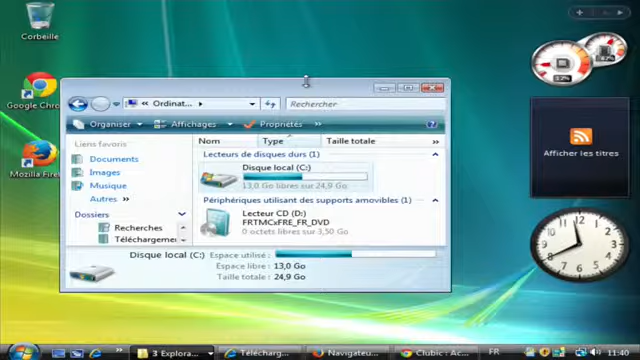 Corbeille
Google Chro
Mozilla Firef
Ordinat...
Rechercher
Organiser
Affichages
Propriétés
Liens favoris
Documents
Images
Musique
Autres
Dossiers
Recherches
Téléchargemen
Nom
Type
Taille totale
Lecteurs de disques durs (1)
Disque local (C:)
13,0 Go libres sur 24,9 Go
Périphériques utilisant des supports amovibles (1)
Lecteur CD (D:)
FRTMCxFRE_FR_DVD
0 octets libres sur 3,50 Go
Disque local (C:) Espace utilisé :
Espace libre : 13,0 Go
Taille totale : 24,9 Go
Afficher les titres
3 Explora...
Télécharg...
Navigateu...
Clubic : Ac...
FR
11:40